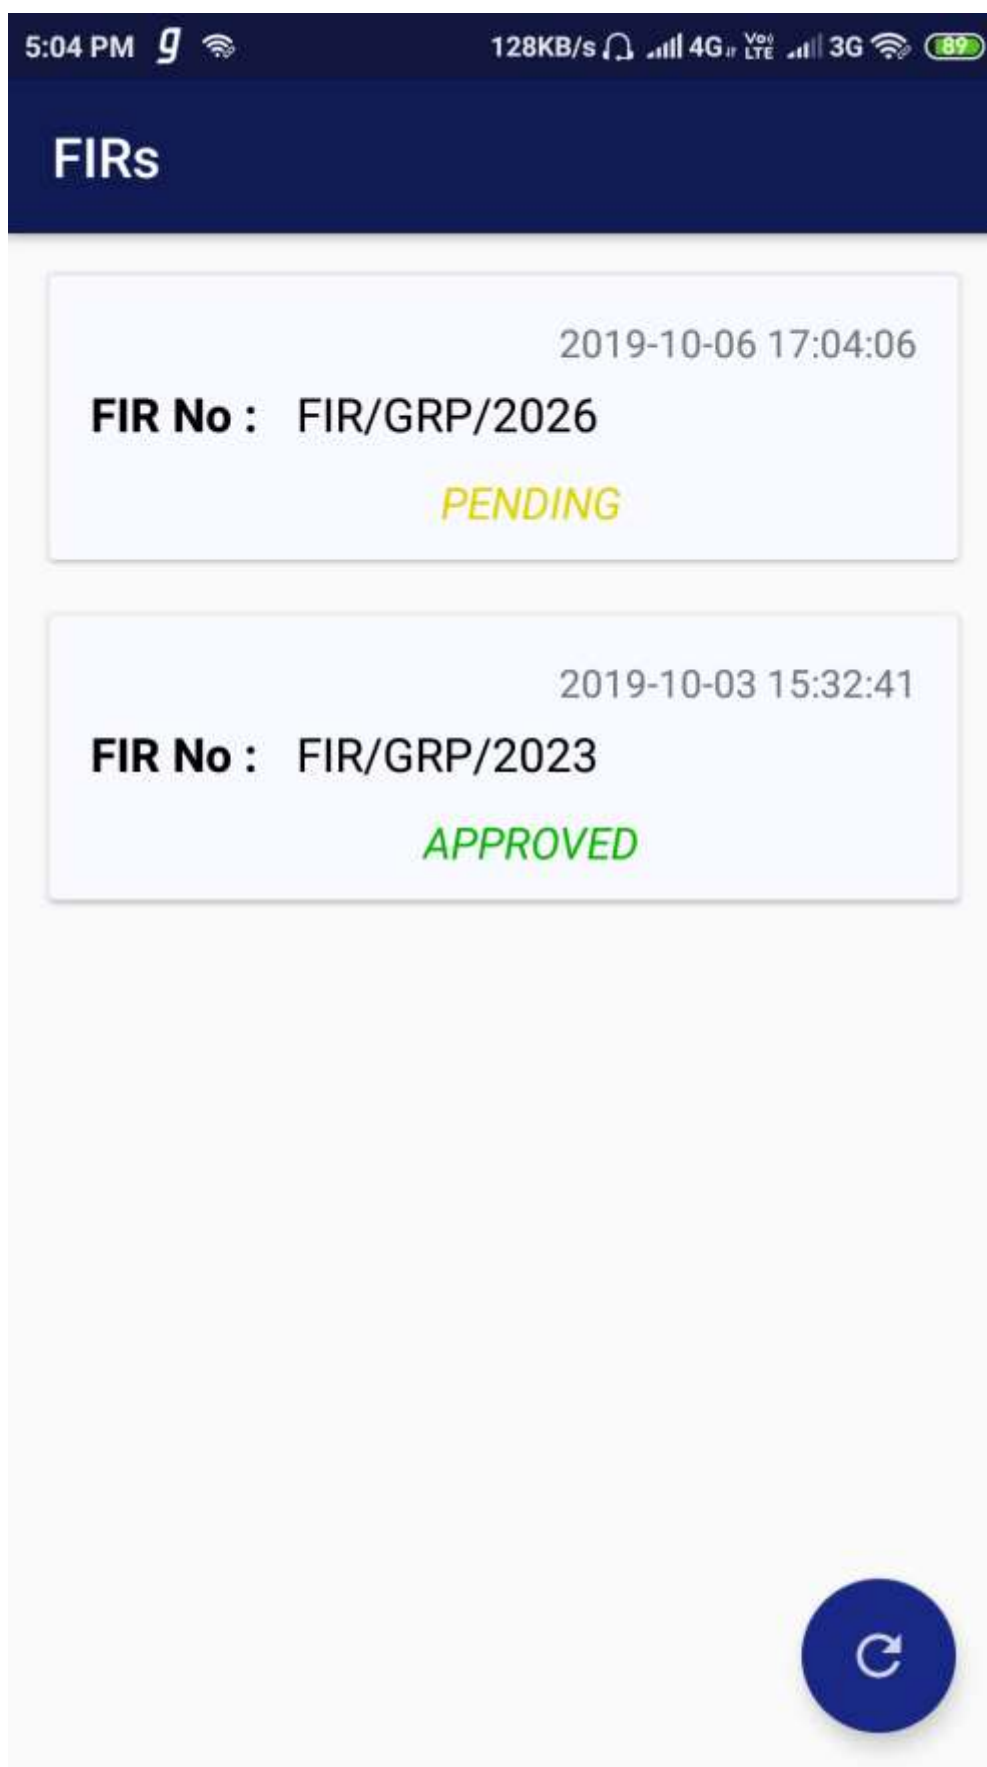 5:04 PM g 128KB/s 4G VoLTE 3G 89
FIRs
2019-10-06 17:04:06
FIR No : FIR/GRP/2026
PENDING
2019-10-03 15:32:41
FIR No : FIR/GRP/2023
APPROVED